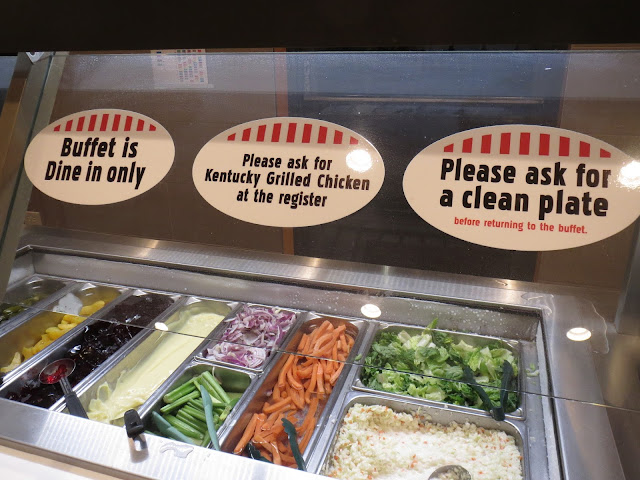 Buffet is
Dine in only
Please ask for
Kentucky Grilled Chicken
at the register
Please ask for
a clean plate
before returning to the buffet.